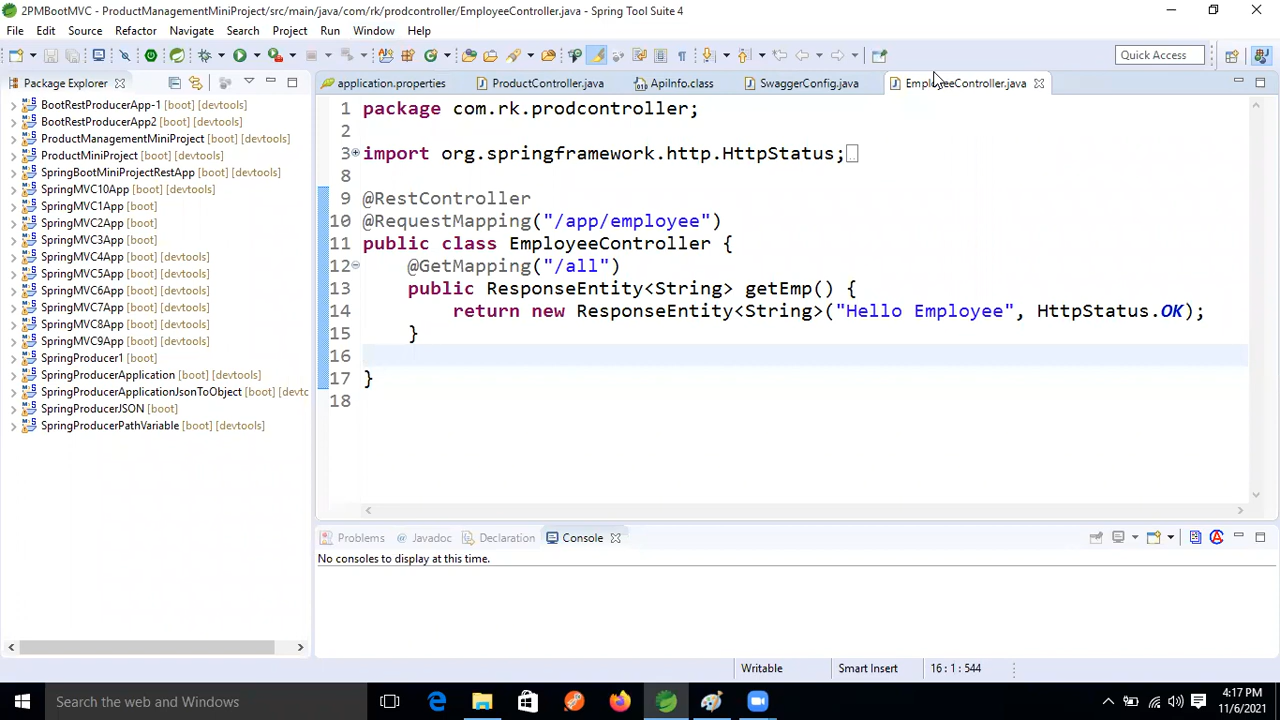 2PMBootMVC - ProductManagementMiniProject/src/main/java/com/rk/prodcontroller/EmployeeController.java - Spring Tool Suite 4
File Edit Source Refactor Navigate Search Project Run Window Help
Quick Access
Package Explorer
application.properties ProductController.java ApiInfo.class SwaggerConfig.java EmployeeController.java
BootRestProducerApp-1 [boot] [devtools]
BootRestProducerApp2 [boot] [devtools]
ProductManagementMiniProject [boot] [devtools]
ProductMiniProject [boot] [devtools]
SpringBootMiniProjectRestApp [boot] [devtools]
SpringMVC10App [boot] [devtools]
SpringMVC1App [boot]
SpringMVC2App [boot]
SpringMVC3App [boot]
SpringMVC4App [boot] [devtools]
SpringMVC5App [boot] [devtools]
SpringMVC6App [boot] [devtools]
SpringMVC7App [boot] [devtools]
SpringMVC8App [boot] [devtools]
SpringMVC9App [boot] [devtools]
SpringProducer1 [boot]
SpringProducerApplication [boot] [devtools]
SpringProducerApplicationJsonToObject [boot] [devtc
SpringProducerJSON [boot]
SpringProducerPathVariable [boot] [devtools]
1 package com.rk.prodcontroller;
2
3 import org.springframework.http.HttpStatus;
8
9 @RestController
10 @RequestMapping("/app/employee")
11 public class EmployeeController {
12 @GetMapping("/all")
13 public ResponseEntity<String> getEmp() {
14 return new ResponseEntity<String>("Hello Employee", HttpStatus.OK);
15 }
16
17 }
18
Problems Javadoc Declaration Console
No consoles to display at this time.
Writable Smart Insert 16 : 1 : 544
Search the web and Windows
4:17 PM
11/6/2021